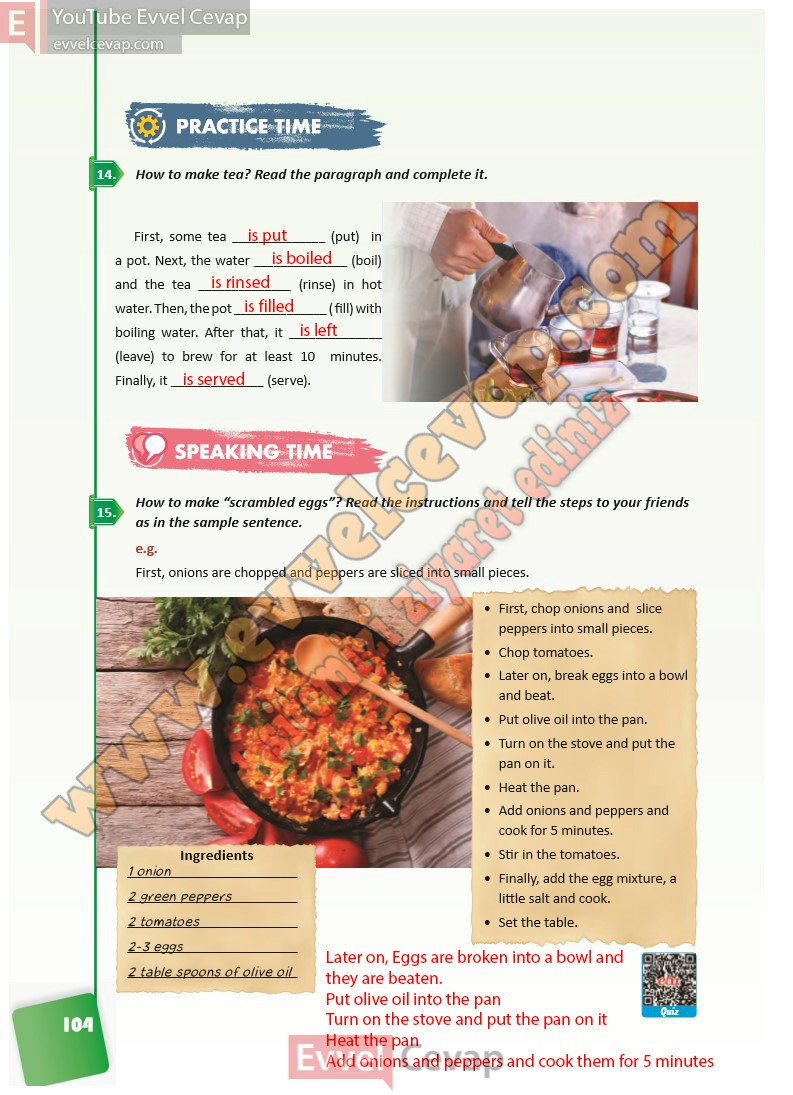 YouTube Evvel Cevap
evvelcevap.com
PRACTICE TIME
14. How to make tea? Read the paragraph and complete it.
First, some tea is put (put) in
a pot. Next, the water is boiled (boil)
and the tea is rinsed (rinse) in hot
water. Then, the pot is filled ( fill) with
boiling water. After that, it is left
(leave) to brew for at least 10 minutes.
Finally, it is served (serve).
SPEAKING TIME
15. How to make “scrambled eggs”? Read the instructions and tell the steps to your friends
as in the sample sentence.
e.g.
First, onions are chopped and peppers are sliced into small pieces.
• First, chop onions and slice
peppers into small pieces.
• Chop tomatoes.
• Later on, break eggs into a bowl
and beat.
• Put olive oil into the pan.
• Turn on the stove and put the
pan on it.
• Heat the pan.
• Add onions and peppers and
cook for 5 minutes.
• Stir in the tomatoes.
• Finally, add the egg mixture, a
little salt and cook.
• Set the table.
Ingredients
1 onion
2 green peppers
2 tomatoes
2-3 eggs
2 table spoons of olive oil
Later on, Eggs are broken into a bowl and
they are beaten.
Put olive oil into the pan
Turn on the stove and put the pan on it
Heat the pan
Add onions and peppers and cook them for 5 minutes
Quiz
104
Evvel Cevap
www.evvelcevap.com
ziyaret ediniz